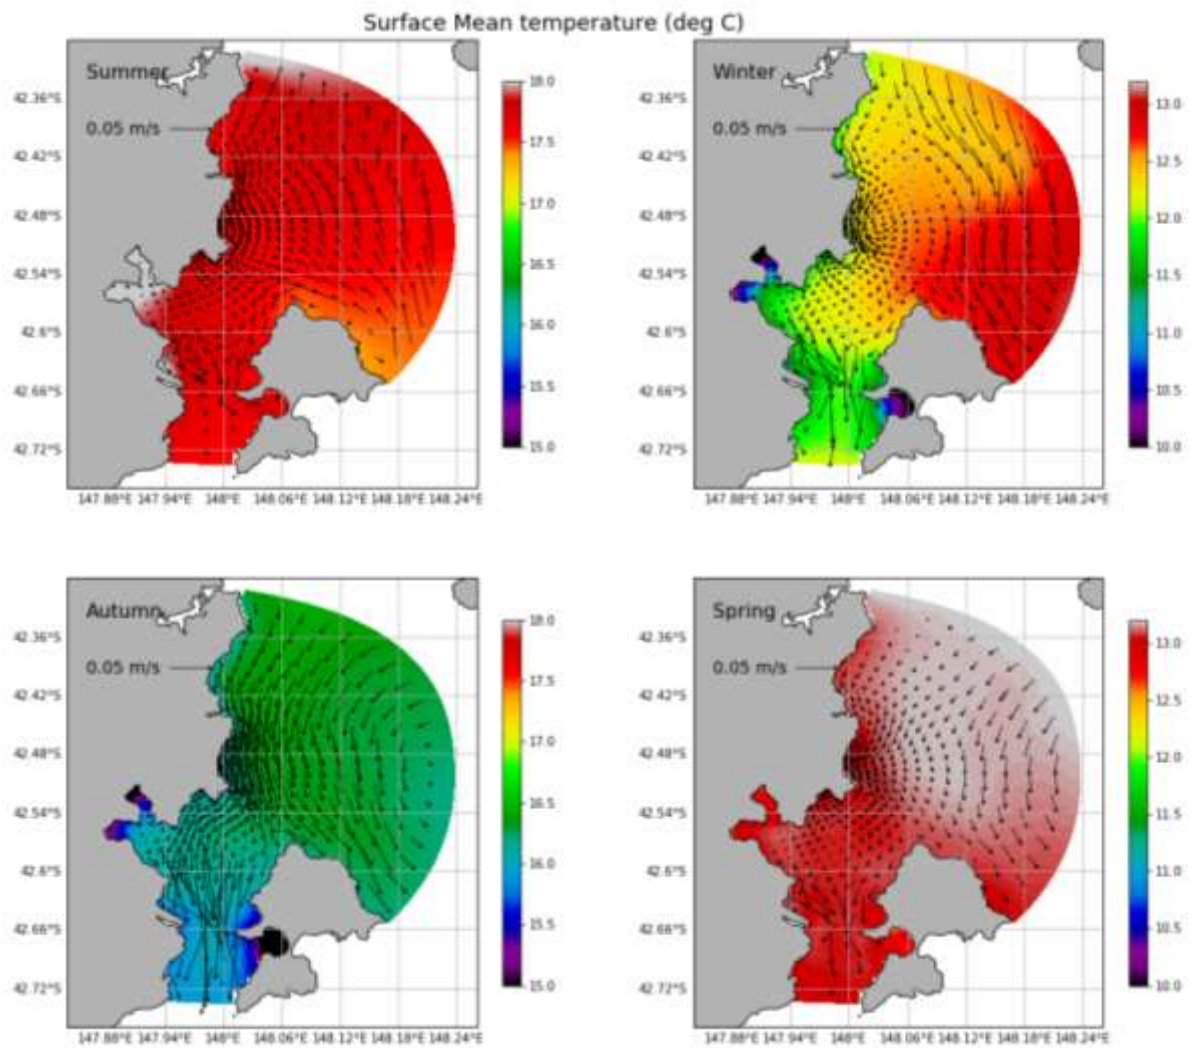 Surface Mean temperature (deg C)
Summer
0.05 m/s
42.36°S
42.42°S
42.48°S
42.54°S
42.6°S
42.66°S
42.72°S
147.88°E 147.94°E 148°E 148.06°E 148.12°E 148.18°E 148.24°E
18.0
17.5
17.0
16.5
16.0
15.5
15.0
Winter
0.05 m/s
42.36°S
42.42°S
42.48°S
42.54°S
42.6°S
42.66°S
42.72°S
147.88°E 147.94°E 148°E 148.06°E 148.12°E 148.18°E 148.24°E
13.0
12.5
12.0
11.5
11.0
10.5
10.0
Autumn
0.05 m/s
42.36°S
42.42°S
42.48°S
42.54°S
42.6°S
42.66°S
42.72°S
147.88°E 147.94°E 148°E 148.06°E 148.12°E 148.18°E 148.24°E
18.0
17.5
17.0
16.5
16.0
15.5
15.0
Spring
0.05 m/s
42.36°S
42.42°S
42.48°S
42.54°S
42.6°S
42.66°S
42.72°S
147.88°E 147.94°E 148°E 148.06°E 148.12°E 148.18°E 148.24°E
13.0
12.5
12.0
11.5
11.0
10.5
10.0